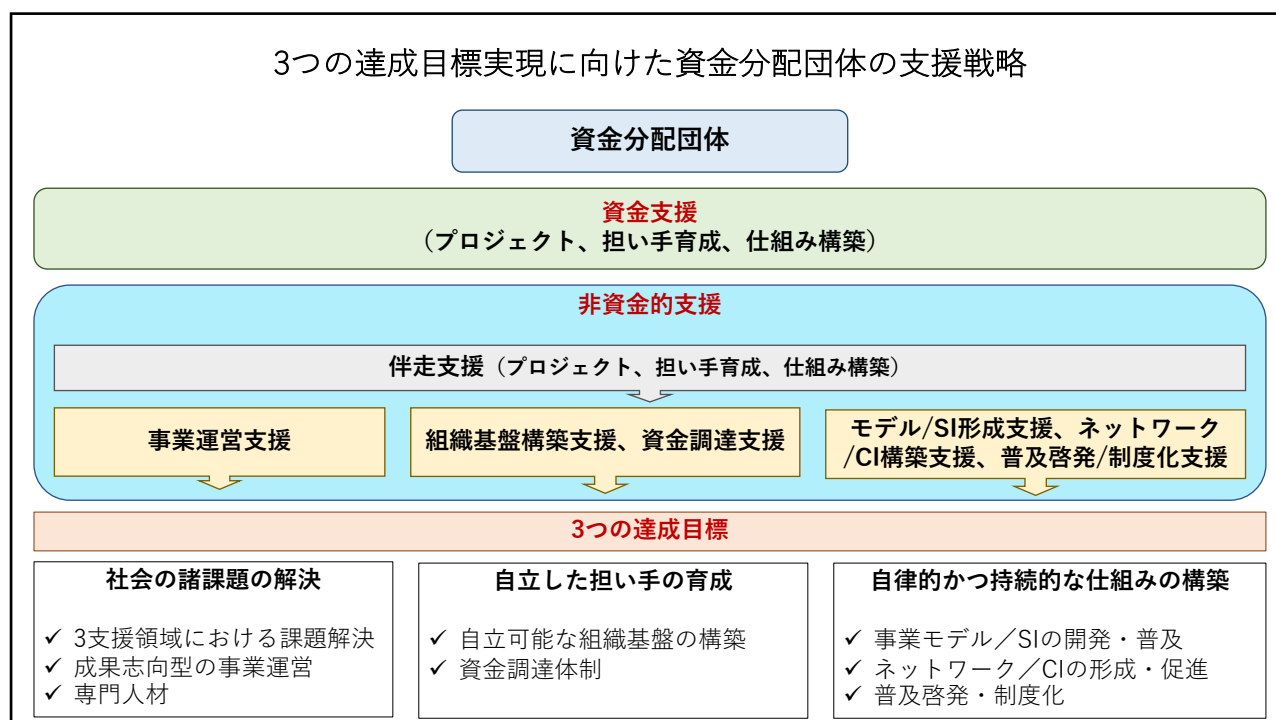 3つの達成目標実現に向けた資金分配団体の支援戦略
資金分配団体
資金支援
（プロジェクト、担い手育成、仕組み構築）
非資金的支援
伴走支援（プロジェクト、担い手育成、仕組み構築）
事業運営支援
組織基盤構築支援、資金調達支援
モデル/SI形成支援、ネットワーク
/CI構築支援、普及啓発/制度化支援
3つの達成目標
社会の諸課題の解決
✓ 3支援領域における課題解決
✓ 成果志向型の事業運営
✓ 専門人材
自立した担い手の育成
✓ 自立可能な組織基盤の構築
✓ 資金調達体制
自律的かつ持続的な仕組みの構築
✓ 事業モデル／SIの開発・普及
✓ ネットワーク／CIの形成・促進
✓ 普及啓発・制度化